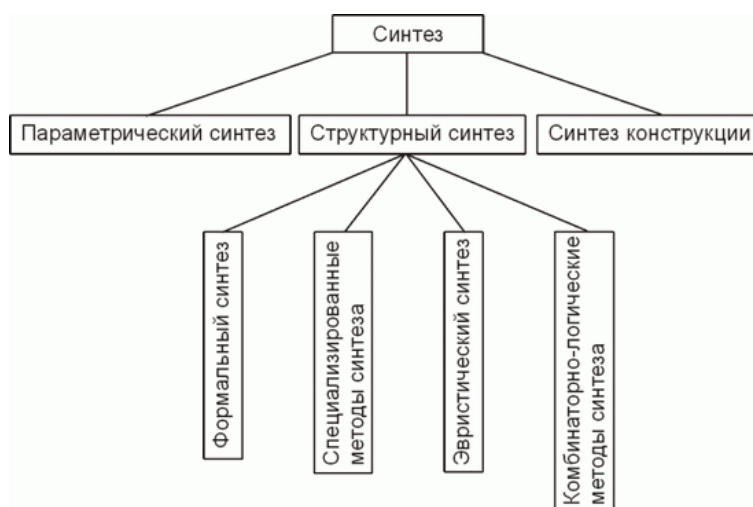 Синтез
Параметрический синтез
Структурный синтез
Синтез конструкции
Формальный синтез
Специализированные
методы синтеза
Эвристический синтез
Комбинаторно-логические
методы синтеза